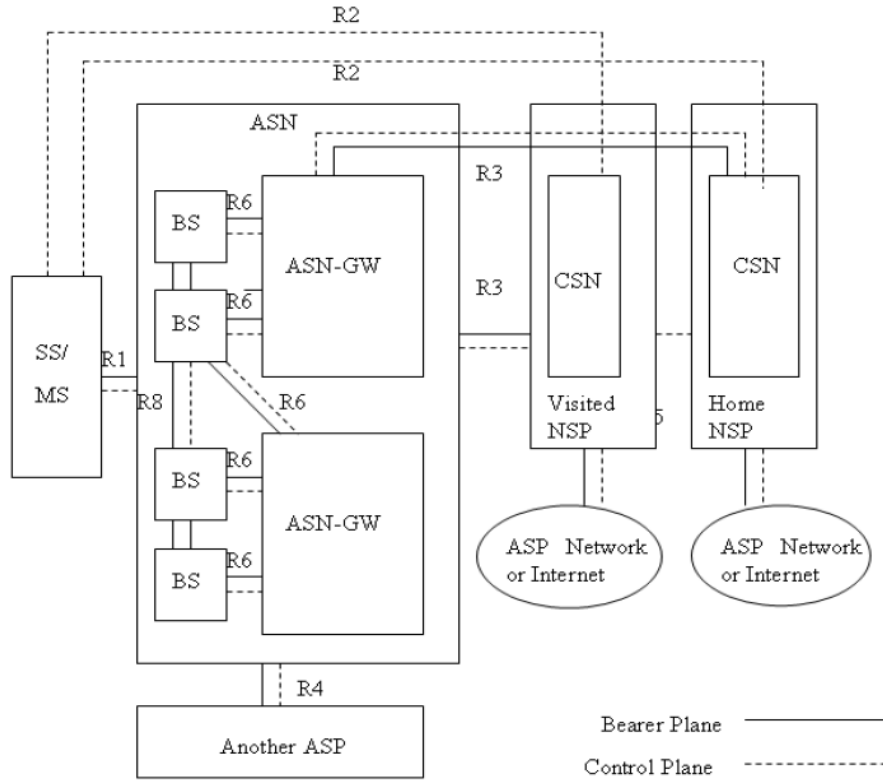 R2
R2
ASN
R3
R6
BS
ASN-GW
CSN
CSN
R3
R6
BS
SS/
MS
R1
R8
R6
Visited
NSP
Home
NSP
R6
BS
ASN-GW
ASP Network
or Internet
ASP Network
or Internet
R6
BS
R4
Another ASP
Bearer Plane
Control Plane